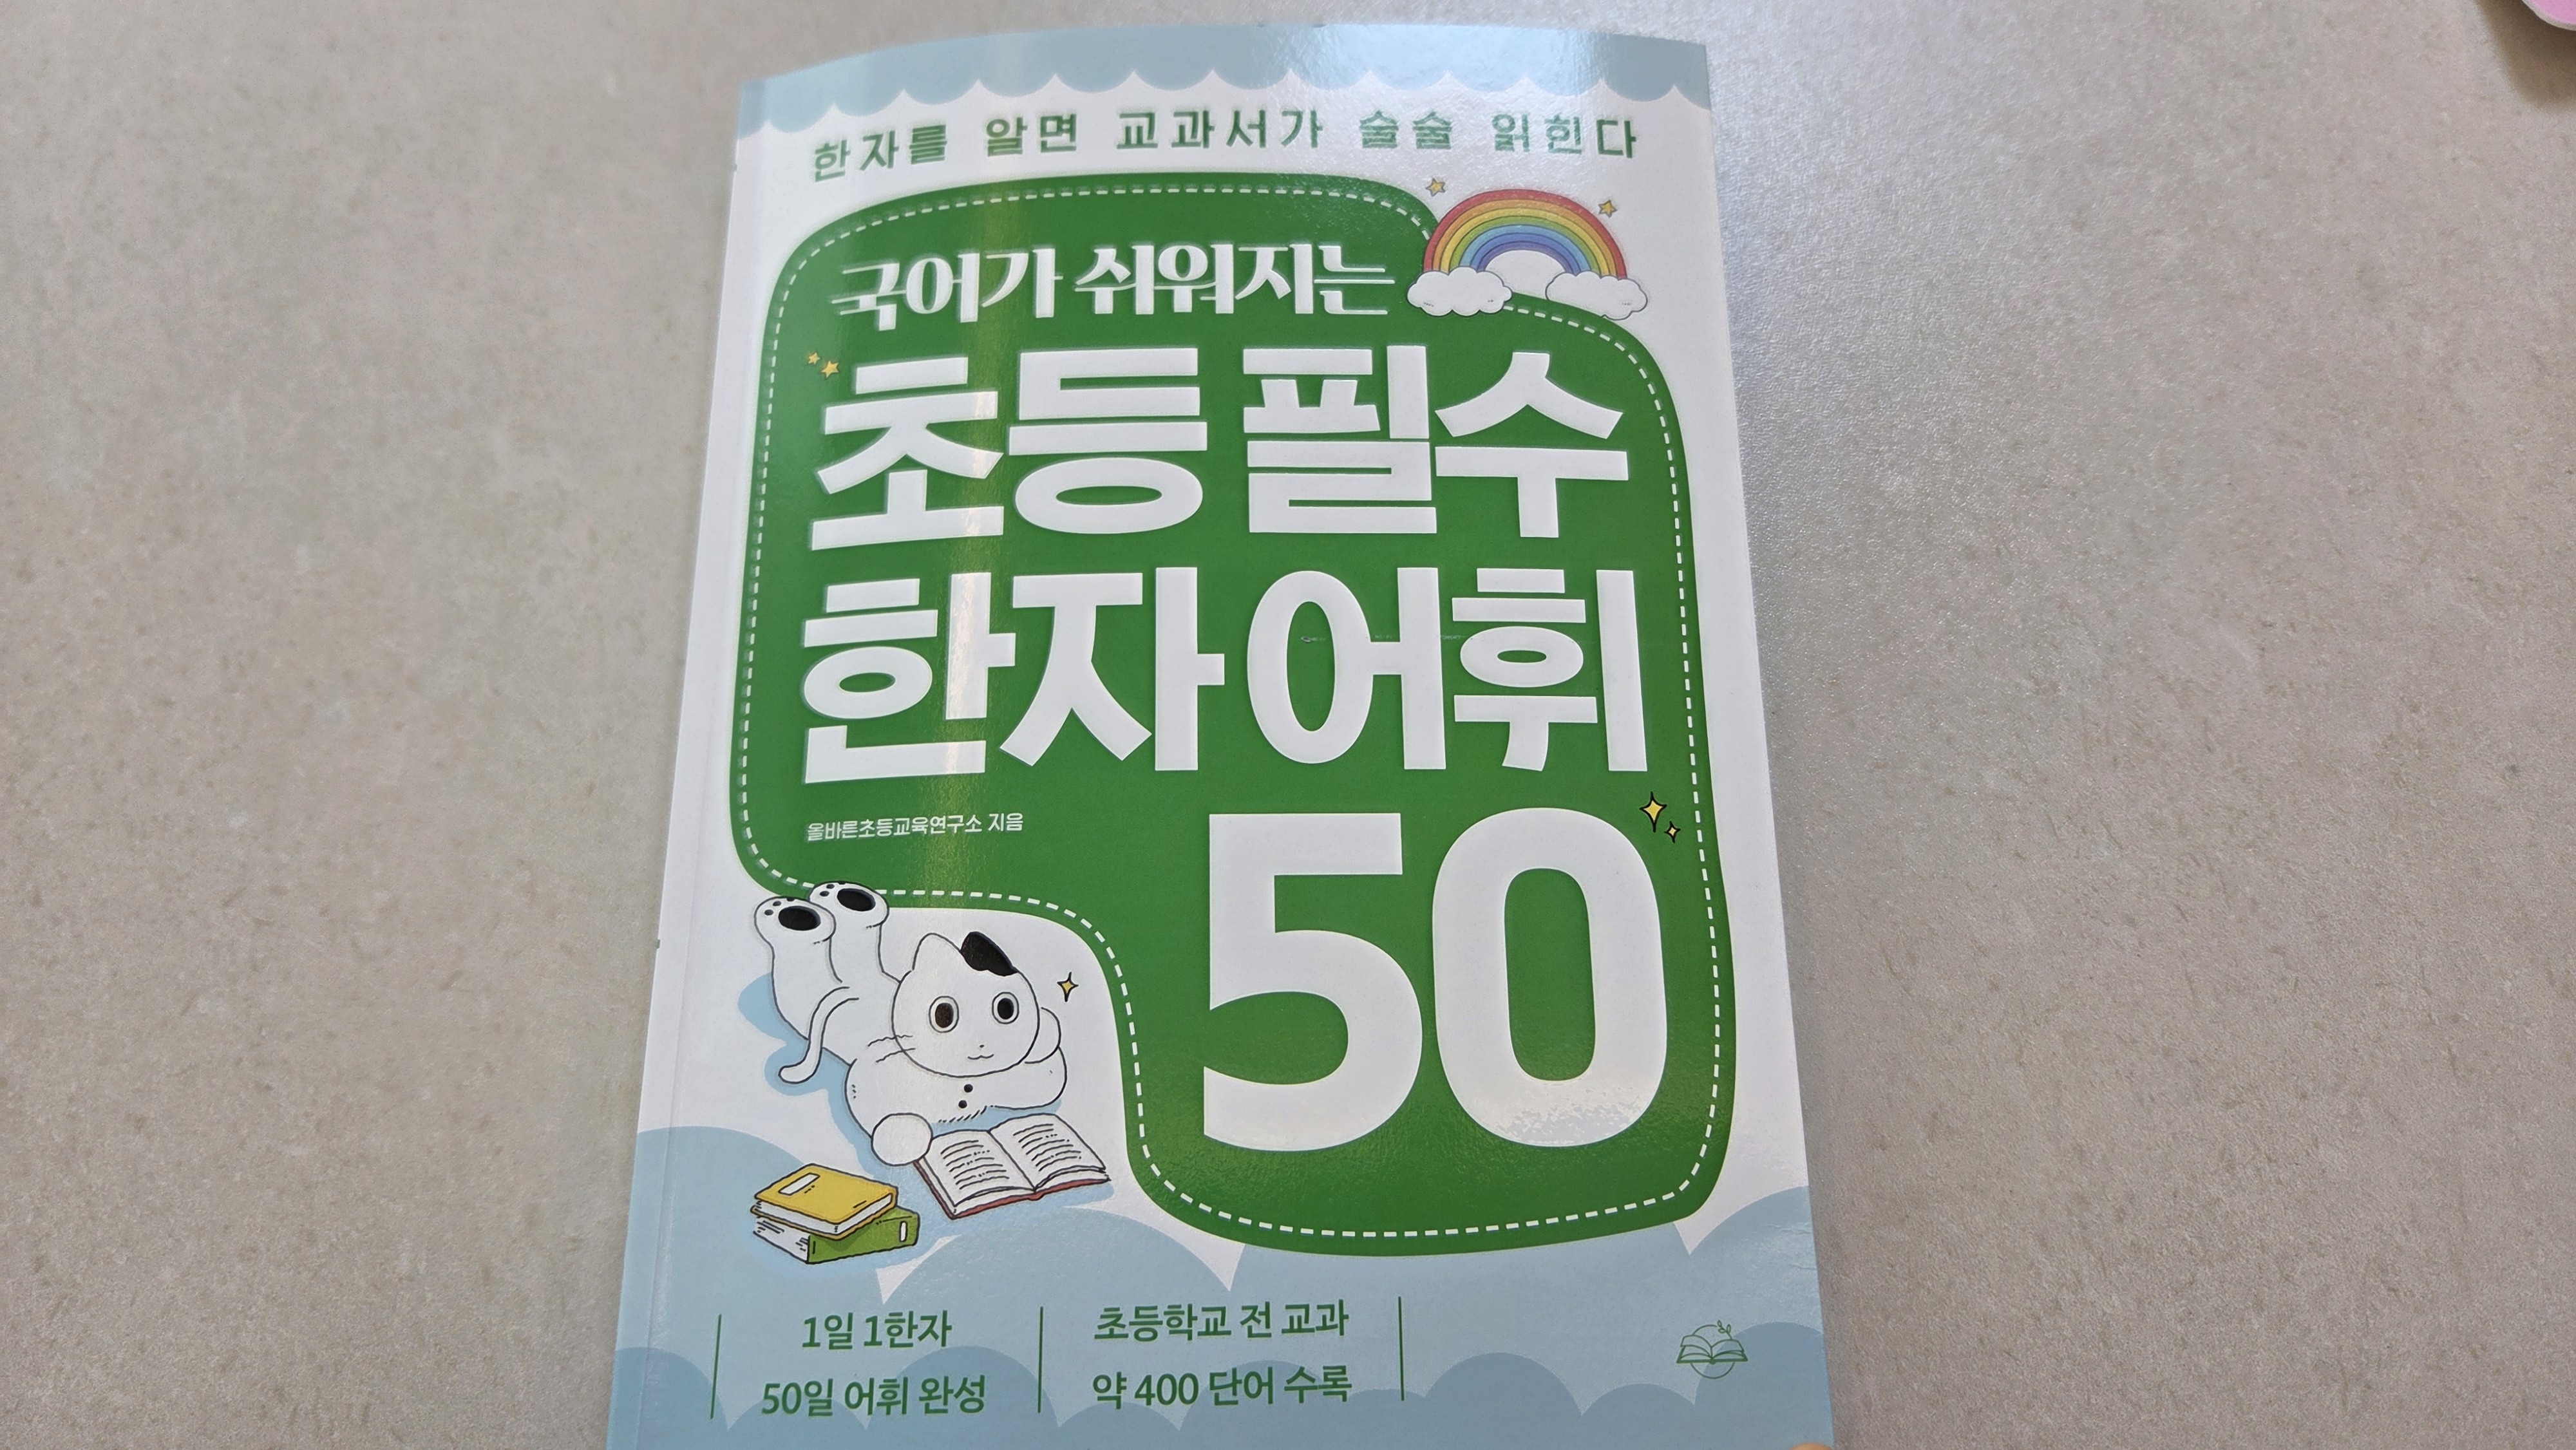 한자를 알면 교과서가 술술 읽힌다
국어가 쉬워지는
초등 필수
한자 어휘
50
올바른초등교육연구소 지음
1일 1한자
50일 어휘 완성
초등학교 전 교과
약 400 단어 수록